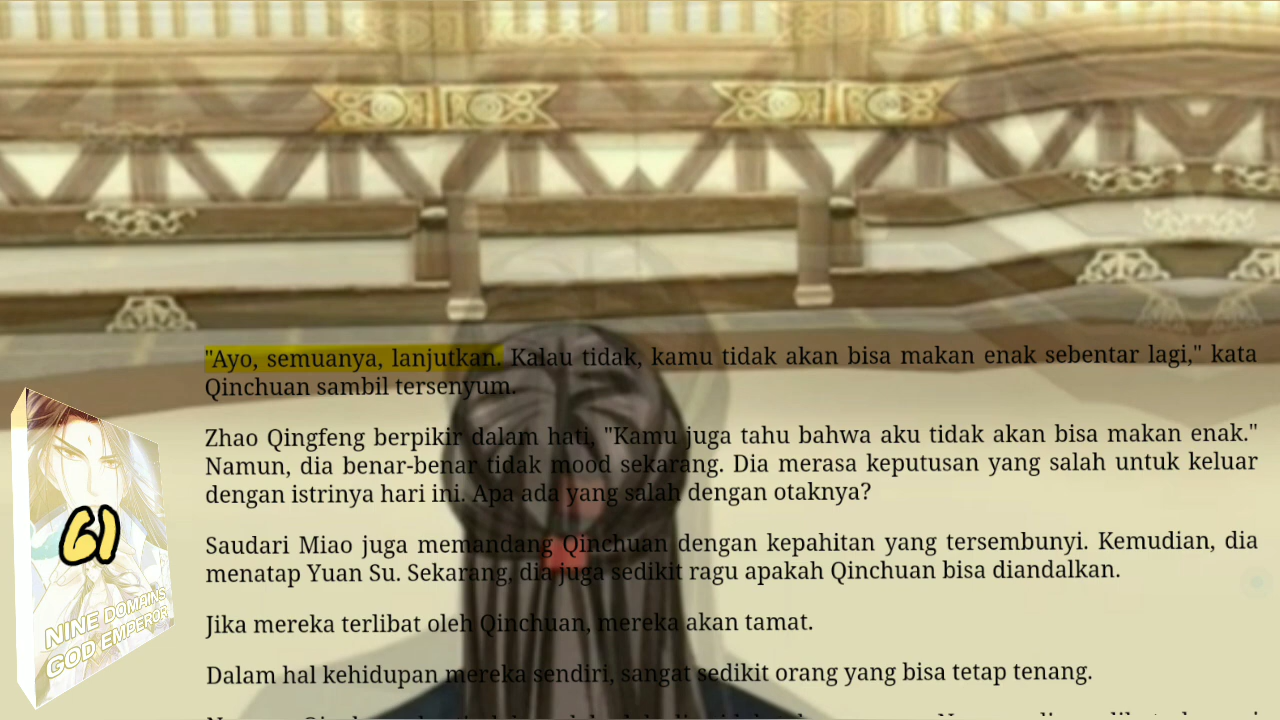 "Ayo, semuanya, lanjutkan. Kalau tidak, kamu tidak akan bisa makan enak sebentar lagi," kata
Qinchuan sambil tersenyum.
Zhao Qingfeng berpikir dalam hati, "Kamu juga tahu bahwa aku tidak akan bisa makan enak."
Namun, dia benar-benar tidak mood sekarang. Dia merasa keputusan yang salah untuk keluar
dengan istrinya hari ini. Apa ada yang salah dengan otaknya?
Saudari Miao juga memandang Qinchuan dengan kepahitan yang tersembunyi. Kemudian, dia
menatap Yuan Su. Sekarang, dia juga sedikit ragu apakah Qinchuan bisa diandalkan.
Jika mereka terlibat oleh Qinchuan, mereka akan tamat.
Dalam hal kehidupan mereka sendiri, sangat sedikit orang yang bisa tetap tenang.
61
NINE DOMAINS
GOD EMPEROR